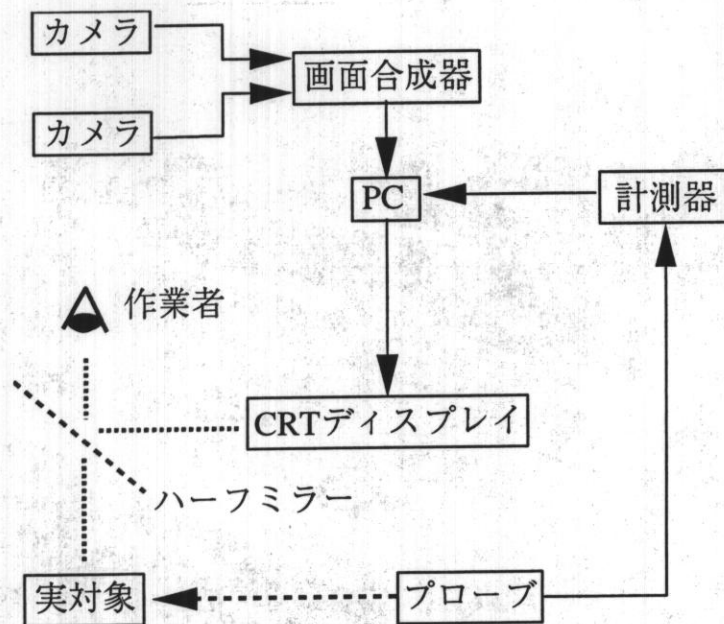 カメラ
画面合成器
カメラ
PC
計測器
作業者
CRTディスプレイ
ハーフミラー
実対象
プローブ